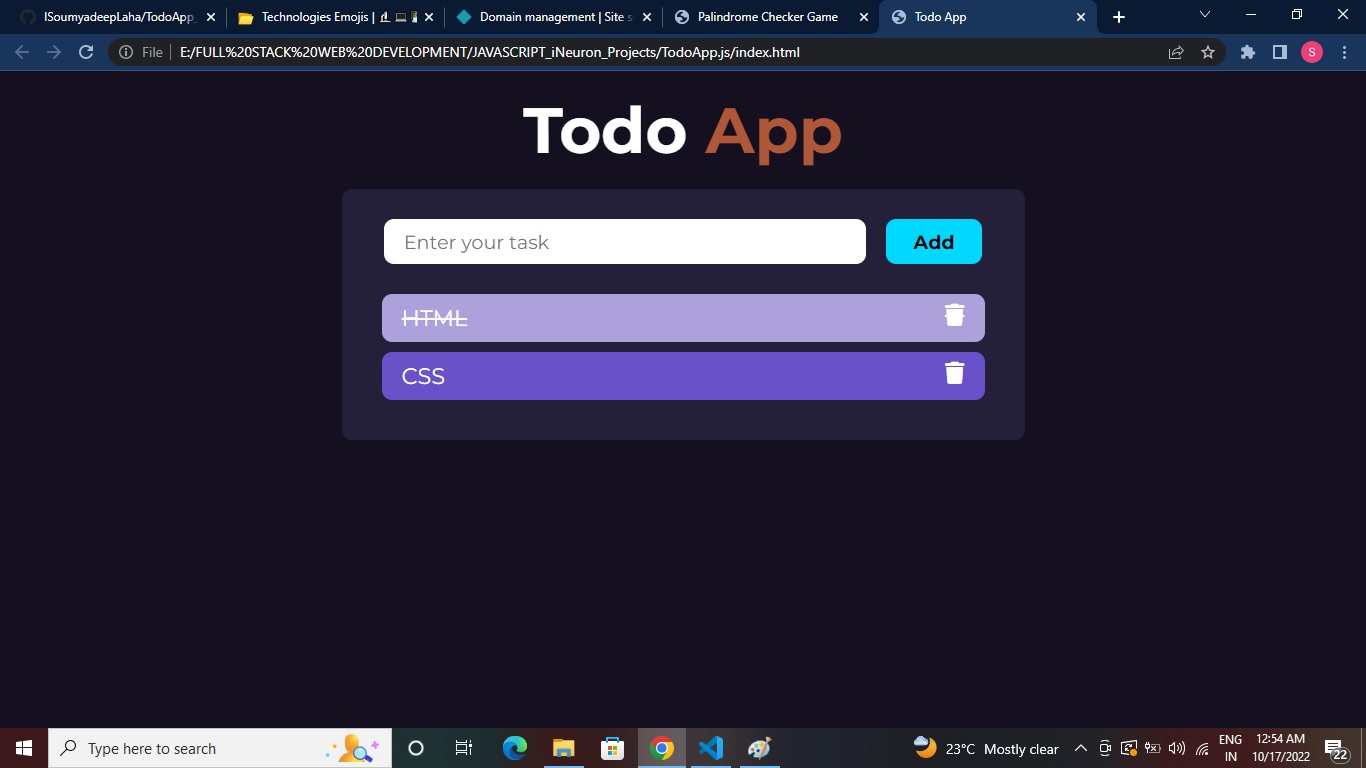 ISoumyadeepLaha/TodoApp_
Technologies Emojis |
Domain management | Site s
Palindrome Checker Game
Todo App
File
E:/FULL%20STACK%20WEB%20DEVELOPMENT/JAVASCRIPT_iNeuron_Projects/TodoApp.js/index.html
S
Todo App
Enter your task
Add
HTML
CSS
Type here to search
23°C Mostly clear
ENG
IN
12:54 AM
10/17/2022
22